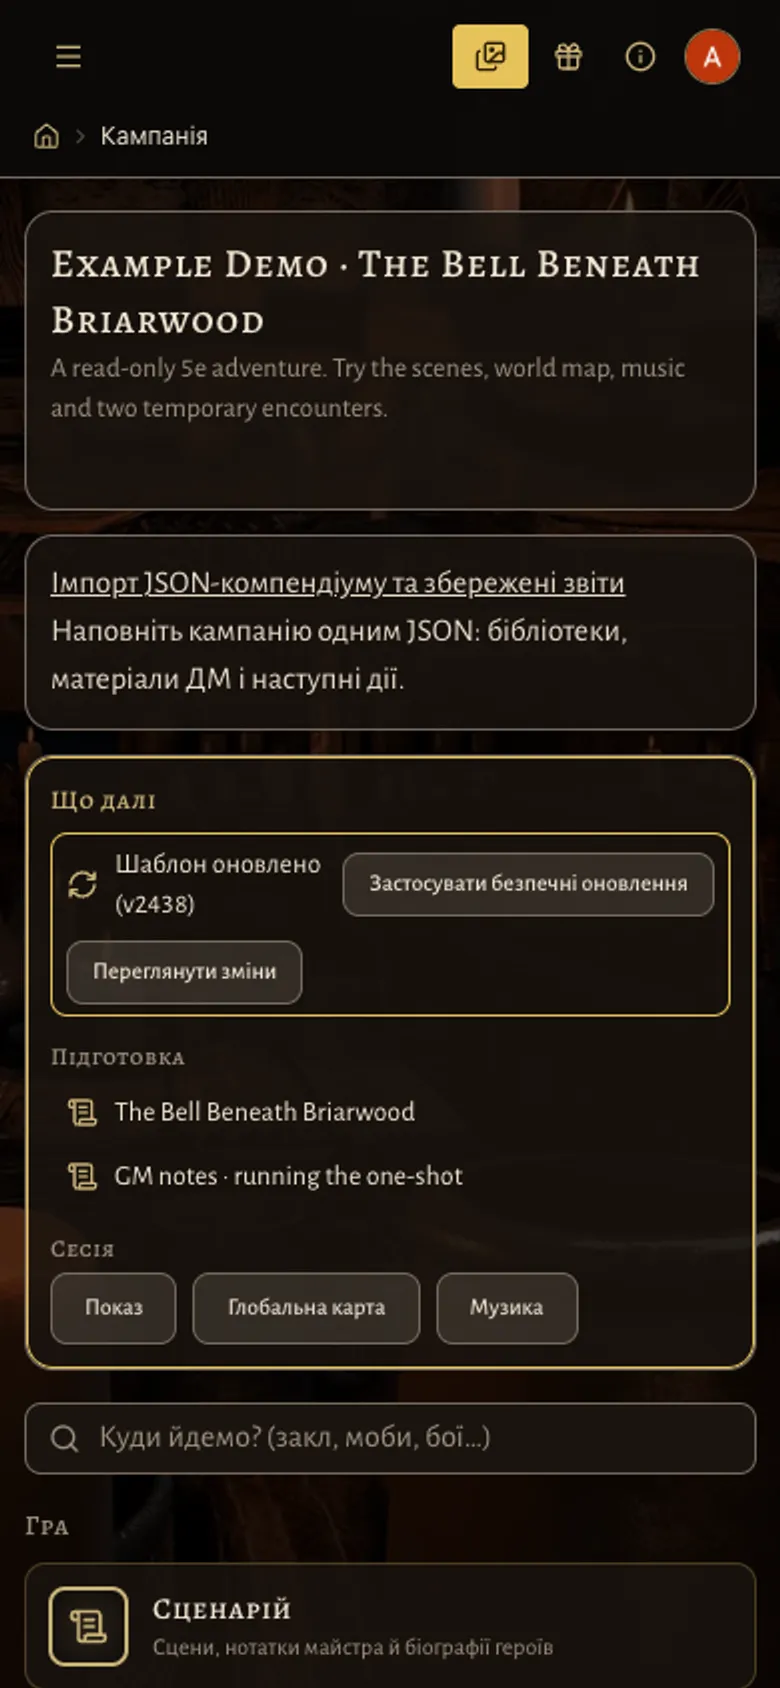 A
Кампанія
Example Demo · The Bell Beneath
Briarwood
A read-only 5e adventure. Try the scenes, world map, music
and two temporary encounters.
Імпорт JSON-компендіуму та збережені звіти
Наповніть кампанію одним JSON: бібліотеки,
матеріали ДМ і наступні дії.
Що далі
Шаблон оновлено
(v2438)
Застосувати безпечні оновлення
Переглянути зміни
Підготовка
The Bell Beneath Briarwood
GM notes · running the one-shot
Сесія
Показ
Глобальна карта
Музика
Куди йдемо? (закл, моби, бої...)
Гра
Сценарій
Сцени, нотатки майстра й біографії героїв